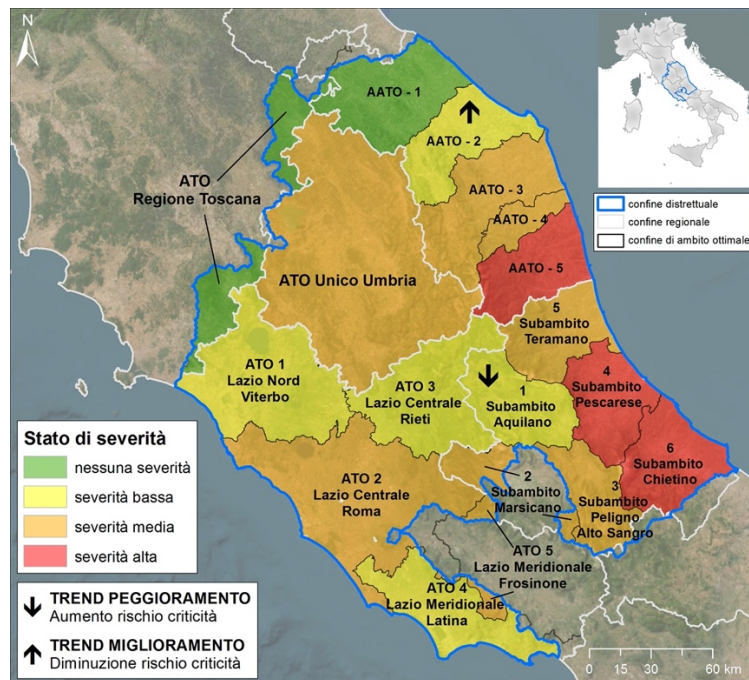 N
AATO - 1
AATO - 2
ATO
Regione Toscana
AATO - 3
AATO - 4
AATO - 5
ATO Unico Umbria
confine distrettuale
confine regionale
confine di ambito ottimale
5
Subambito
Teramano
ATO 1
Lazio Nord
Viterbo
ATO 3
Lazio Centrale
Rieti
1
Subambito
Aquilano
4
Subambito
Pescarese
6
Subambito
Chietino
ATO 2
Lazio Centrale
Roma
2
Subambito
Marsicano
3
Subambito
Peligno
Alto Sangro
ATO 5
Lazio Meridionale
Frosinone
ATO 4
Lazio Meridionale
Latina
Stato di severità
nessuna severità
severità bassa
severità media
severità alta
TREND PEGGIORAMENTO
Aumento rischio criticità
TREND MIGLIORAMENTO
Diminuzione rischio criticità
0 15 30 60 km